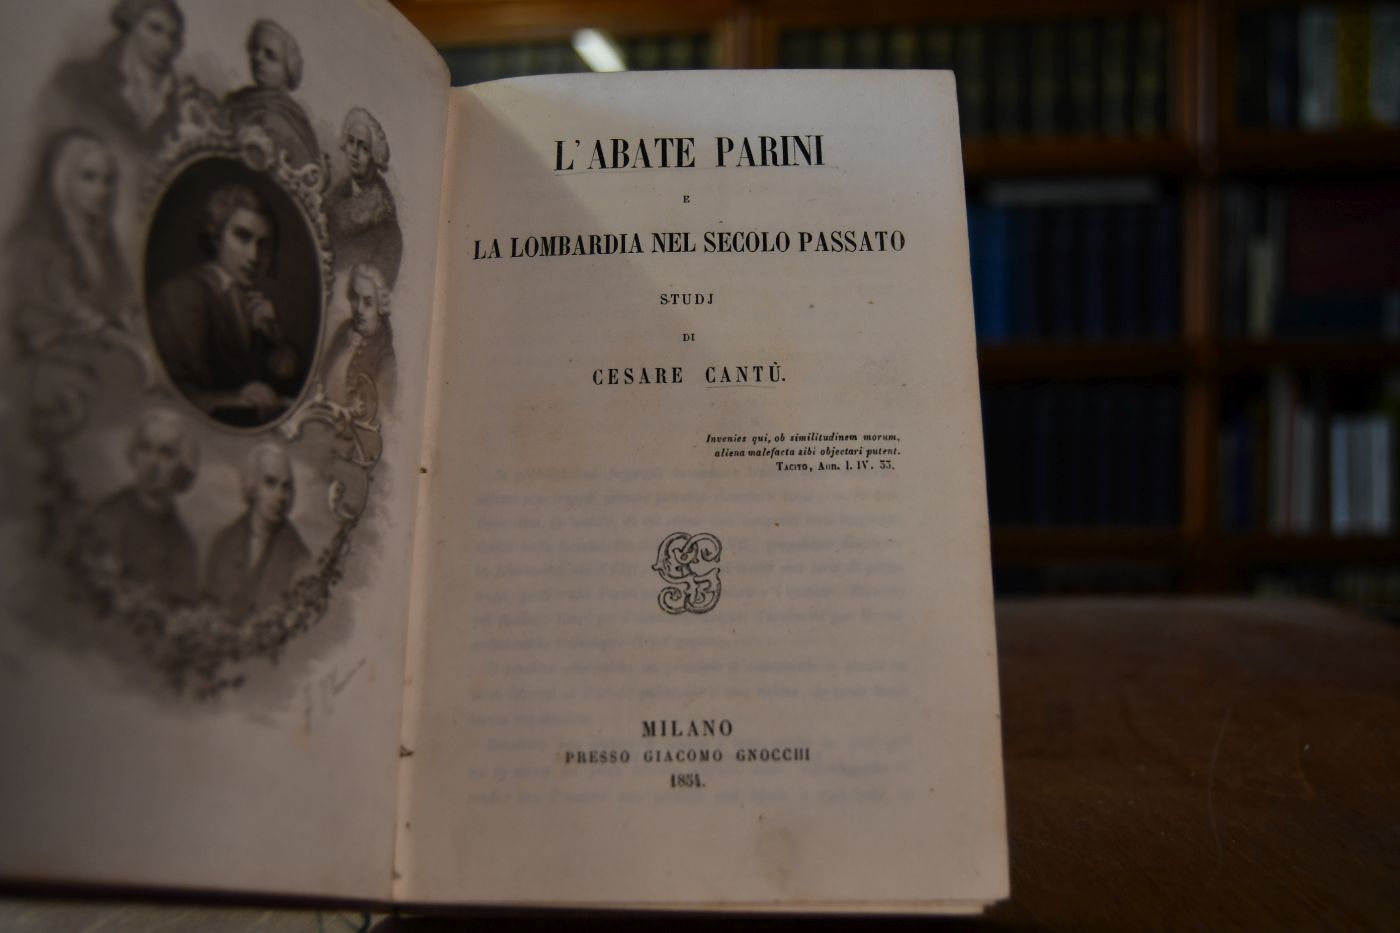 L'ABATE PARINI
E
LA LOMBARDIA NEL SECOLO PASSATO
STUDJ
DI
CESARE CANTÙ.
Invenies qui, ob similitudinem morum,
aliena malefacta sibi objectari putent.
TACITO, Ann. l. IV. 33.
MILANO
PRESSO GIACOMO GNOCCHI
1854.